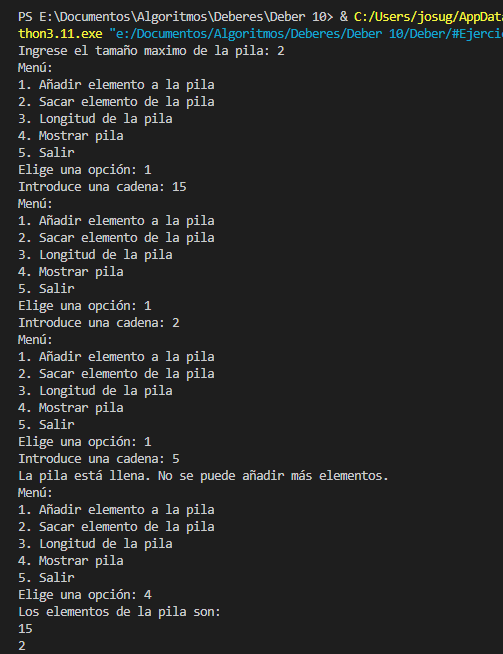 PS E:\Documentos\Algoritmos\Deberes\Deber 10> & C:/Users/josug/AppData
thon3.11.exe "e:/Documentos/Algoritmos/Deberes/Deber 10/Deber/#Ejerci
Ingrese el tamaño maximo de la pila: 2
Menú:
1. Añadir elemento a la pila
2. Sacar elemento de la pila
3. Longitud de la pila
4. Mostrar pila
5. Salir
Elige una opción: 1
Introduce una cadena: 15
Menú:
1. Añadir elemento a la pila
2. Sacar elemento de la pila
3. Longitud de la pila
4. Mostrar pila
5. Salir
Elige una opción: 1
Introduce una cadena: 2
Menú:
1. Añadir elemento a la pila
2. Sacar elemento de la pila
3. Longitud de la pila
4. Mostrar pila
5. Salir
Elige una opción: 1
Introduce una cadena: 5
La pila está llena. No se puede añadir más elementos.
Menú:
1. Añadir elemento a la pila
2. Sacar elemento de la pila
3. Longitud de la pila
4. Mostrar pila
5. Salir
Elige una opción: 4
Los elementos de la pila son:
15
2